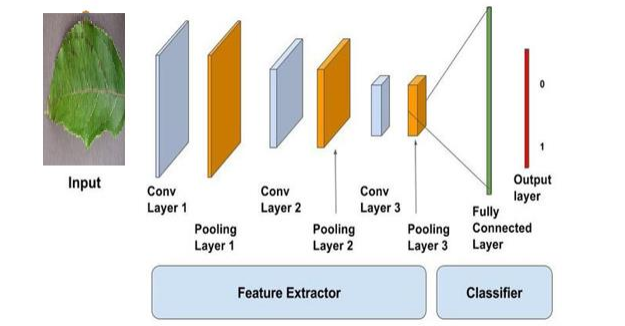 Input
Conv
Layer 1
Pooling
Layer 1
Conv
Layer 2
Pooling
Layer 2
Conv
Layer 3
Pooling
Layer 3
Fully
Connected
Layer
Output
layer
0
1
Feature Extractor
Classifier